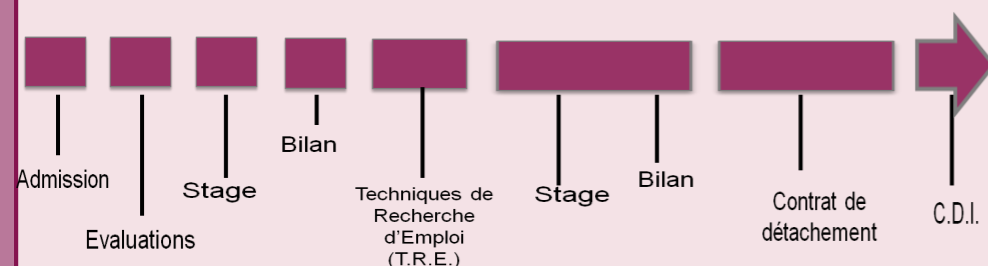 Admission
Evaluations
Stage
Bilan
Techniques de
Recherche
d'Emploi
(T.R.E.)
Stage
Bilan
Contrat de
détachement
C.D.I.